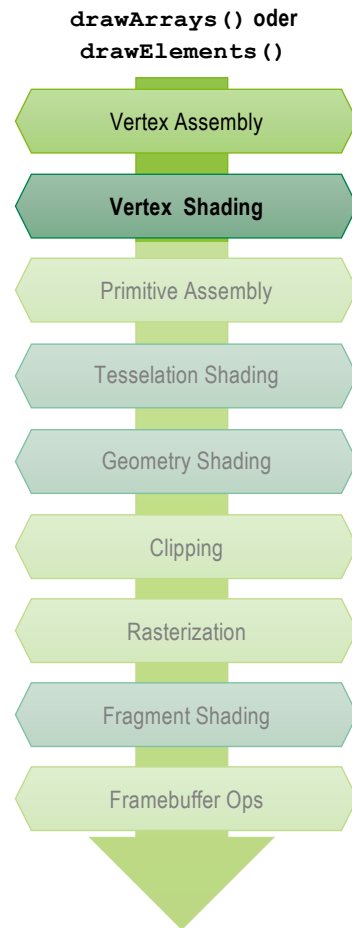 drawArrays() oder
drawElements()
Vertex Assembly
Vertex Shading
Primitive Assembly
Tesselation Shading
Geometry Shading
Clipping
Rasterization
Fragment Shading
Framebuffer Ops